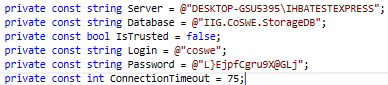 private const string Server = @"DESKTOP-GSU5395\IHBATESTEXPRESS";
private const string Database = @"IIG.CoSWE.StorageDB";
private const bool IsTrusted = false;
private const string Login = @"coswe";
private const string Password = @"L}EjpfCgru9X@GLj";
private const int ConnectionTimeout = 75;